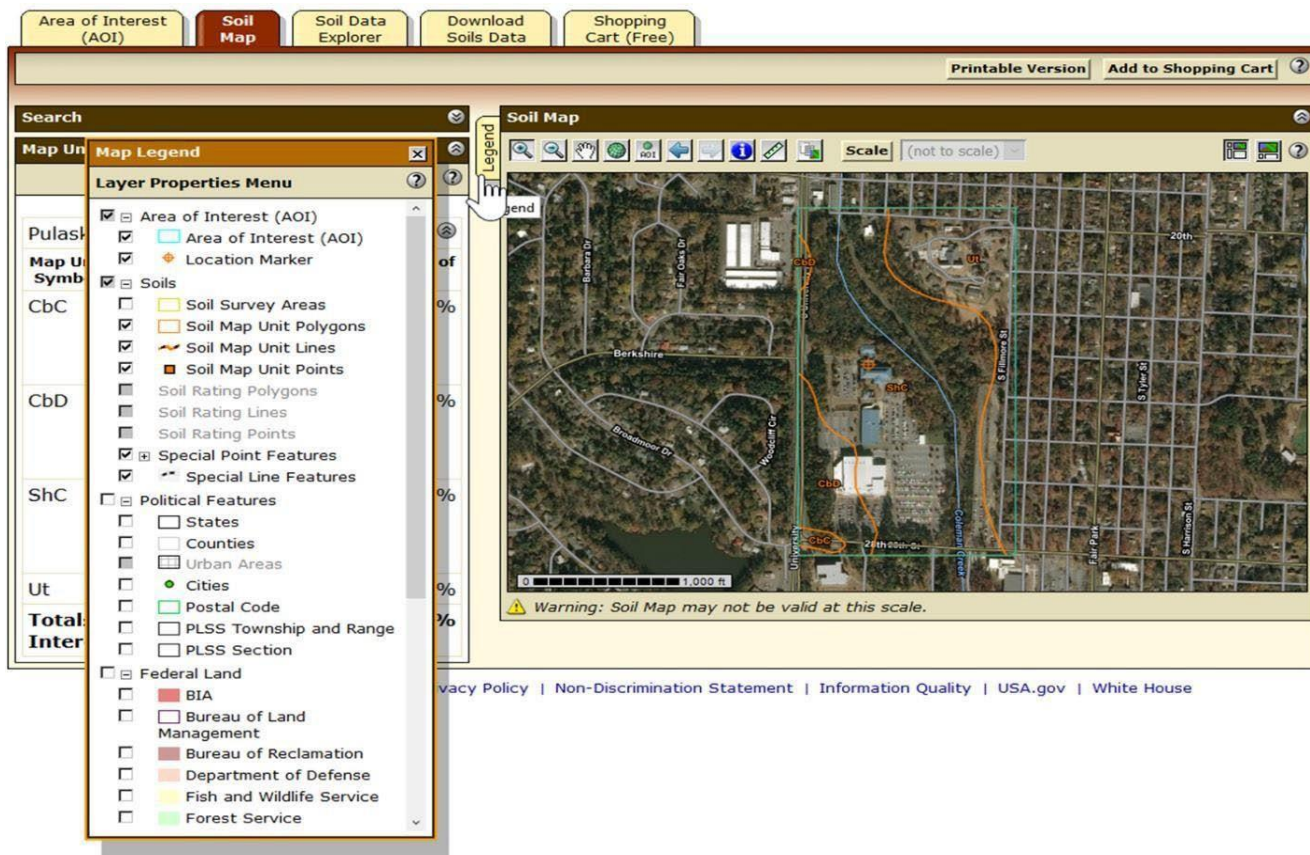 Area of Interest
(AOI)
Soil
Map
Soil Data
Explorer
Download
Soils Data
Shopping
Cart (Free)
Printable Version
Add to Shopping Cart
Search
Map Un
Map Legend
Layer Properties Menu
Area of Interest (AOI)
Area of Interest (AOI)
Location Marker
Soils
Soil Survey Areas
Soil Map Unit Polygons
Soil Map Unit Lines
Soil Map Unit Points
Soil Rating Polygons
Soil Rating Lines
Soil Rating Points
Special Point Features
Special Line Features
Political Features
States
Counties
Urban Areas
Cities
Postal Code
PLSS Township and Range
PLSS Section
Federal Land
BIA
Bureau of Land
Management
Bureau of Reclamation
Department of Defense
Fish and Wildlife Service
Forest Service
Pulask
Map U
Symb
of
CbC
%
CbD
%
ShC
%
Ut
%
Total
Inter
%
Legend
gend
Soil Map
AOI
Scale
(not to scale)
Barbara Dr
Fair Oaks Dr
20th
CbD
Ut
Berkshire
S Fillmore St
ShC
S Tyler St
Broadmoor Dr
Woodcliff Cir
CbD
University
CbC
28th
St
Coleman Creek
Fair Park
S Harrison St
0
1,000 ft
Warning: Soil Map may not be valid at this scale.
vacy Policy | Non-Discrimination Statement | Information Quality | USA.gov | White House